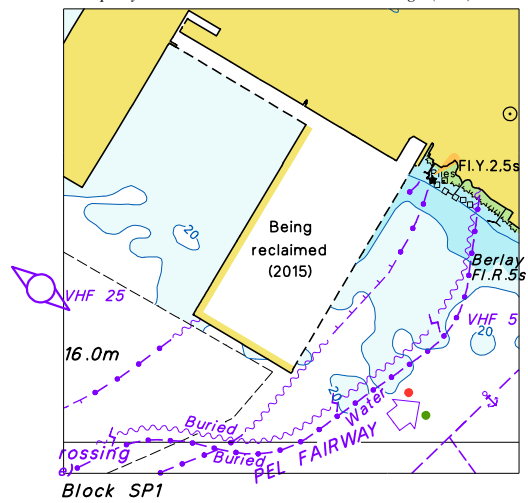 Fl.Y.2,5s
Piles
20
Being
reclaimed
(2015)
Berlay
Fl.R.5s
VHF 25
VHF 5
20
16.0m
20
Water
Buried
rossing
Buried
PEL FAIRWAY
Block SP1